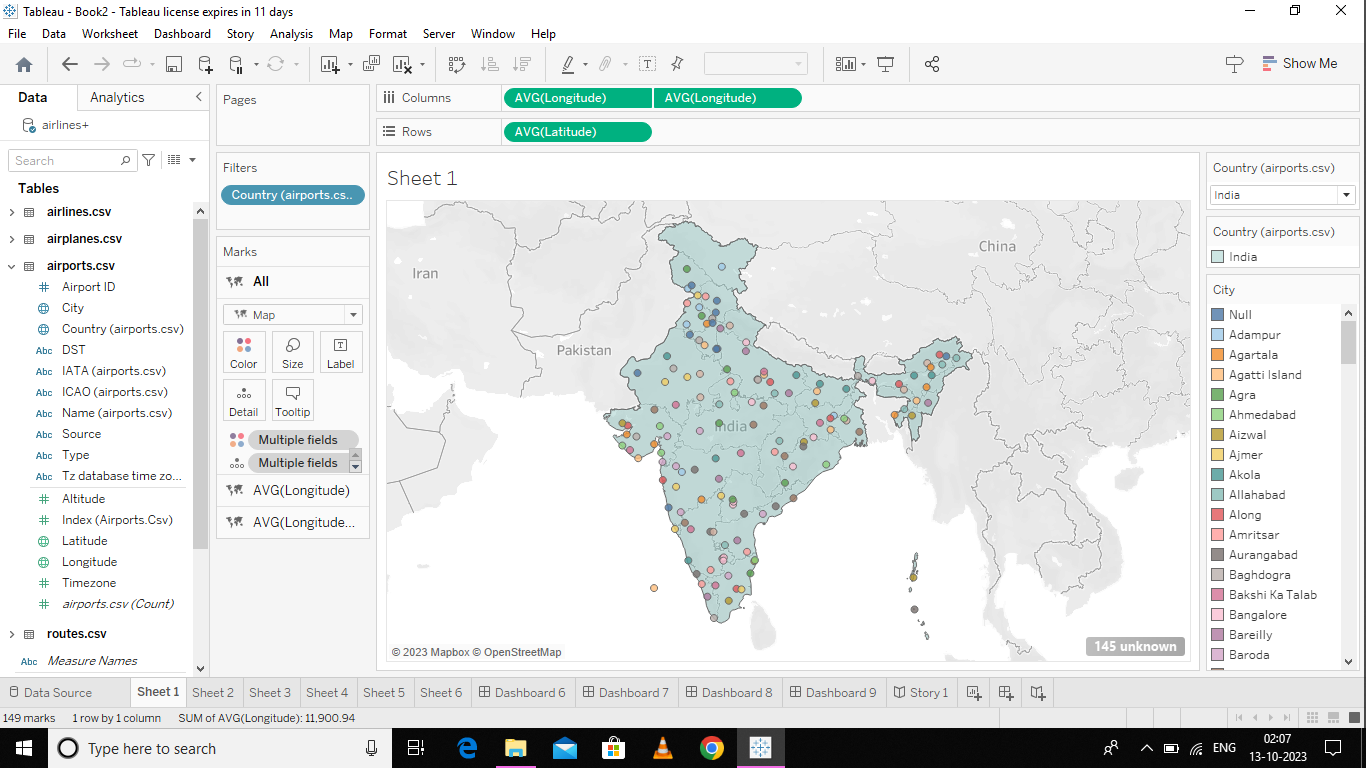 Tableau - Book2 - Tableau license expires in 11 days
File Data Worksheet Dashboard Story Analysis Map Format Server Window Help
Show Me
Data Analytics
airlines+
Search
Tables
airlines.csv
airplanes.csv
airports.csv
Airport ID
City
Country (airports.csv)
Abc DST
Abc IATA (airports.csv)
Abc ICAO (airports.csv)
Abc Name (airports.csv)
Abc Source
Abc Type
Abc Tz database time zo...
Altitude
Index (Airports.Csv)
Latitude
Longitude
Timezone
airports.csv (Count)
routes.csv
Abc Measure Names
Pages
Filters
Country (airports.cs..
Marks
All
Map
Color Size Label
Detail Tooltip
Multiple fields
Multiple fields
AVG(Longitude)
AVG(Longitude...
Columns AVG(Longitude) AVG(Longitude)
Rows AVG(Latitude)
Sheet 1
Iran
China
Pakistan
India
© 2023 Mapbox © OpenStreetMap
145 unknown
Country (airports.csv)
India
Country (airports.csv)
India
City
Null
Adampur
Agartala
Agatti Island
Agra
Ahmedabad
Aizwal
Ajmer
Akola
Allahabad
Along
Amritsar
Aurangabad
Baghdogra
Bakshi Ka Talab
Bangalore
Bareilly
Baroda
Data Source Sheet 1 Sheet 2 Sheet 3 Sheet 4 Sheet 5 Sheet 6 Dashboard 6 Dashboard 7 Dashboard 8 Dashboard 9 Story 1
149 marks 1 row by 1 column SUM of AVG(Longitude): 11,900.94
Type here to search
ENG
02:07
13-10-2023